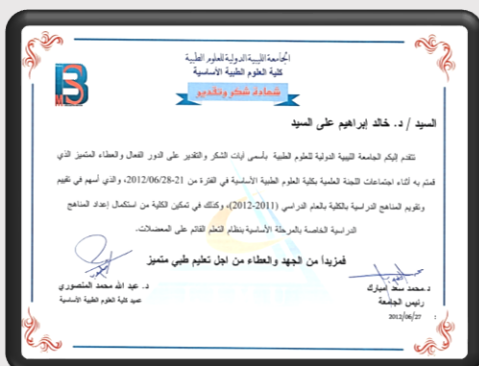 الجامعة الليبية الدولية للعلوم الطبية
كلية العلوم الطبية الأساسية
شهادة شكر وتقدير
BMS
السيد / د. خالد إبراهيم على السيد
تتقدم إليكم الجامعة الليبية الدولية للعلوم الطبية بأسمى آيات الشكر والتقدير على الدور الفعال والعطاء المتميز الذي
قمتم به أثناء اجتماعات اللجنة العلمية بكلية العلوم الطبية الأساسية في الفترة من 21-2012/06/28، والذي أسهم في تقييم
وتقويم المناهج الدراسية بالكلية بالعام الدراسي (2011-2012)، وكذلك في تمكين الكلية من استكمال إعداد المناهج
الدراسية الخاصة بالمرحلة الأساسية بنظام التعلم القائم على المعضلات.
فمزيداً من الجهد والعطاء من اجل تعليم طبي متميز
د. محمد سعد امبارك
رئيس الجامعة
2012/06/27
د. عبد الله محمد المنصوري
عميد كلية العلوم الطبية الأساسية